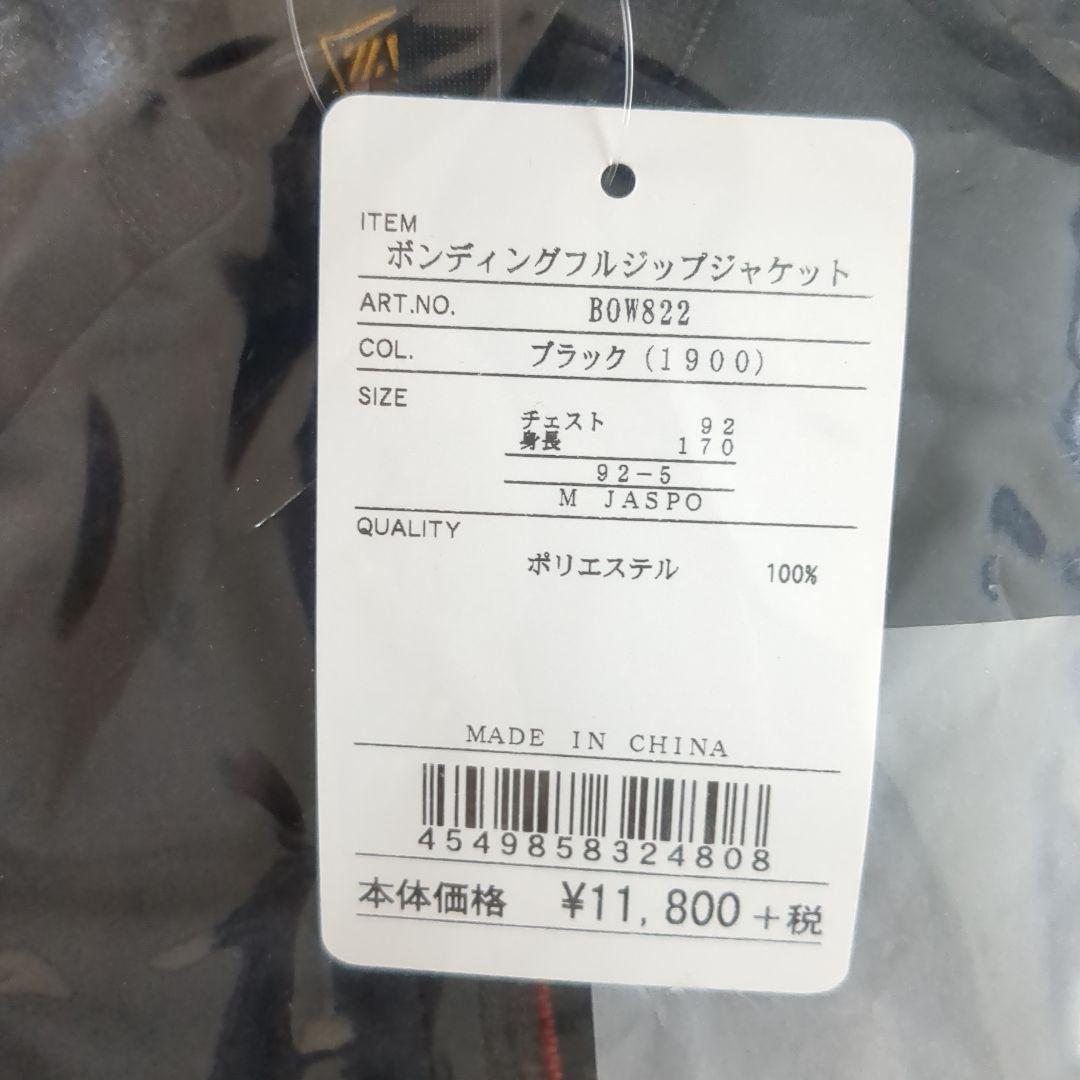 ITEM
ボンディングフルジップジャケット
ART.NO. BOW822
COL. ブラック(1900)
SIZE
チェスト 92
身長 170
92-5
M JASPO
QUALITY
ポリエステル 100%
MADE IN CHINA
4549858324808
本体価格 ¥11,800+税